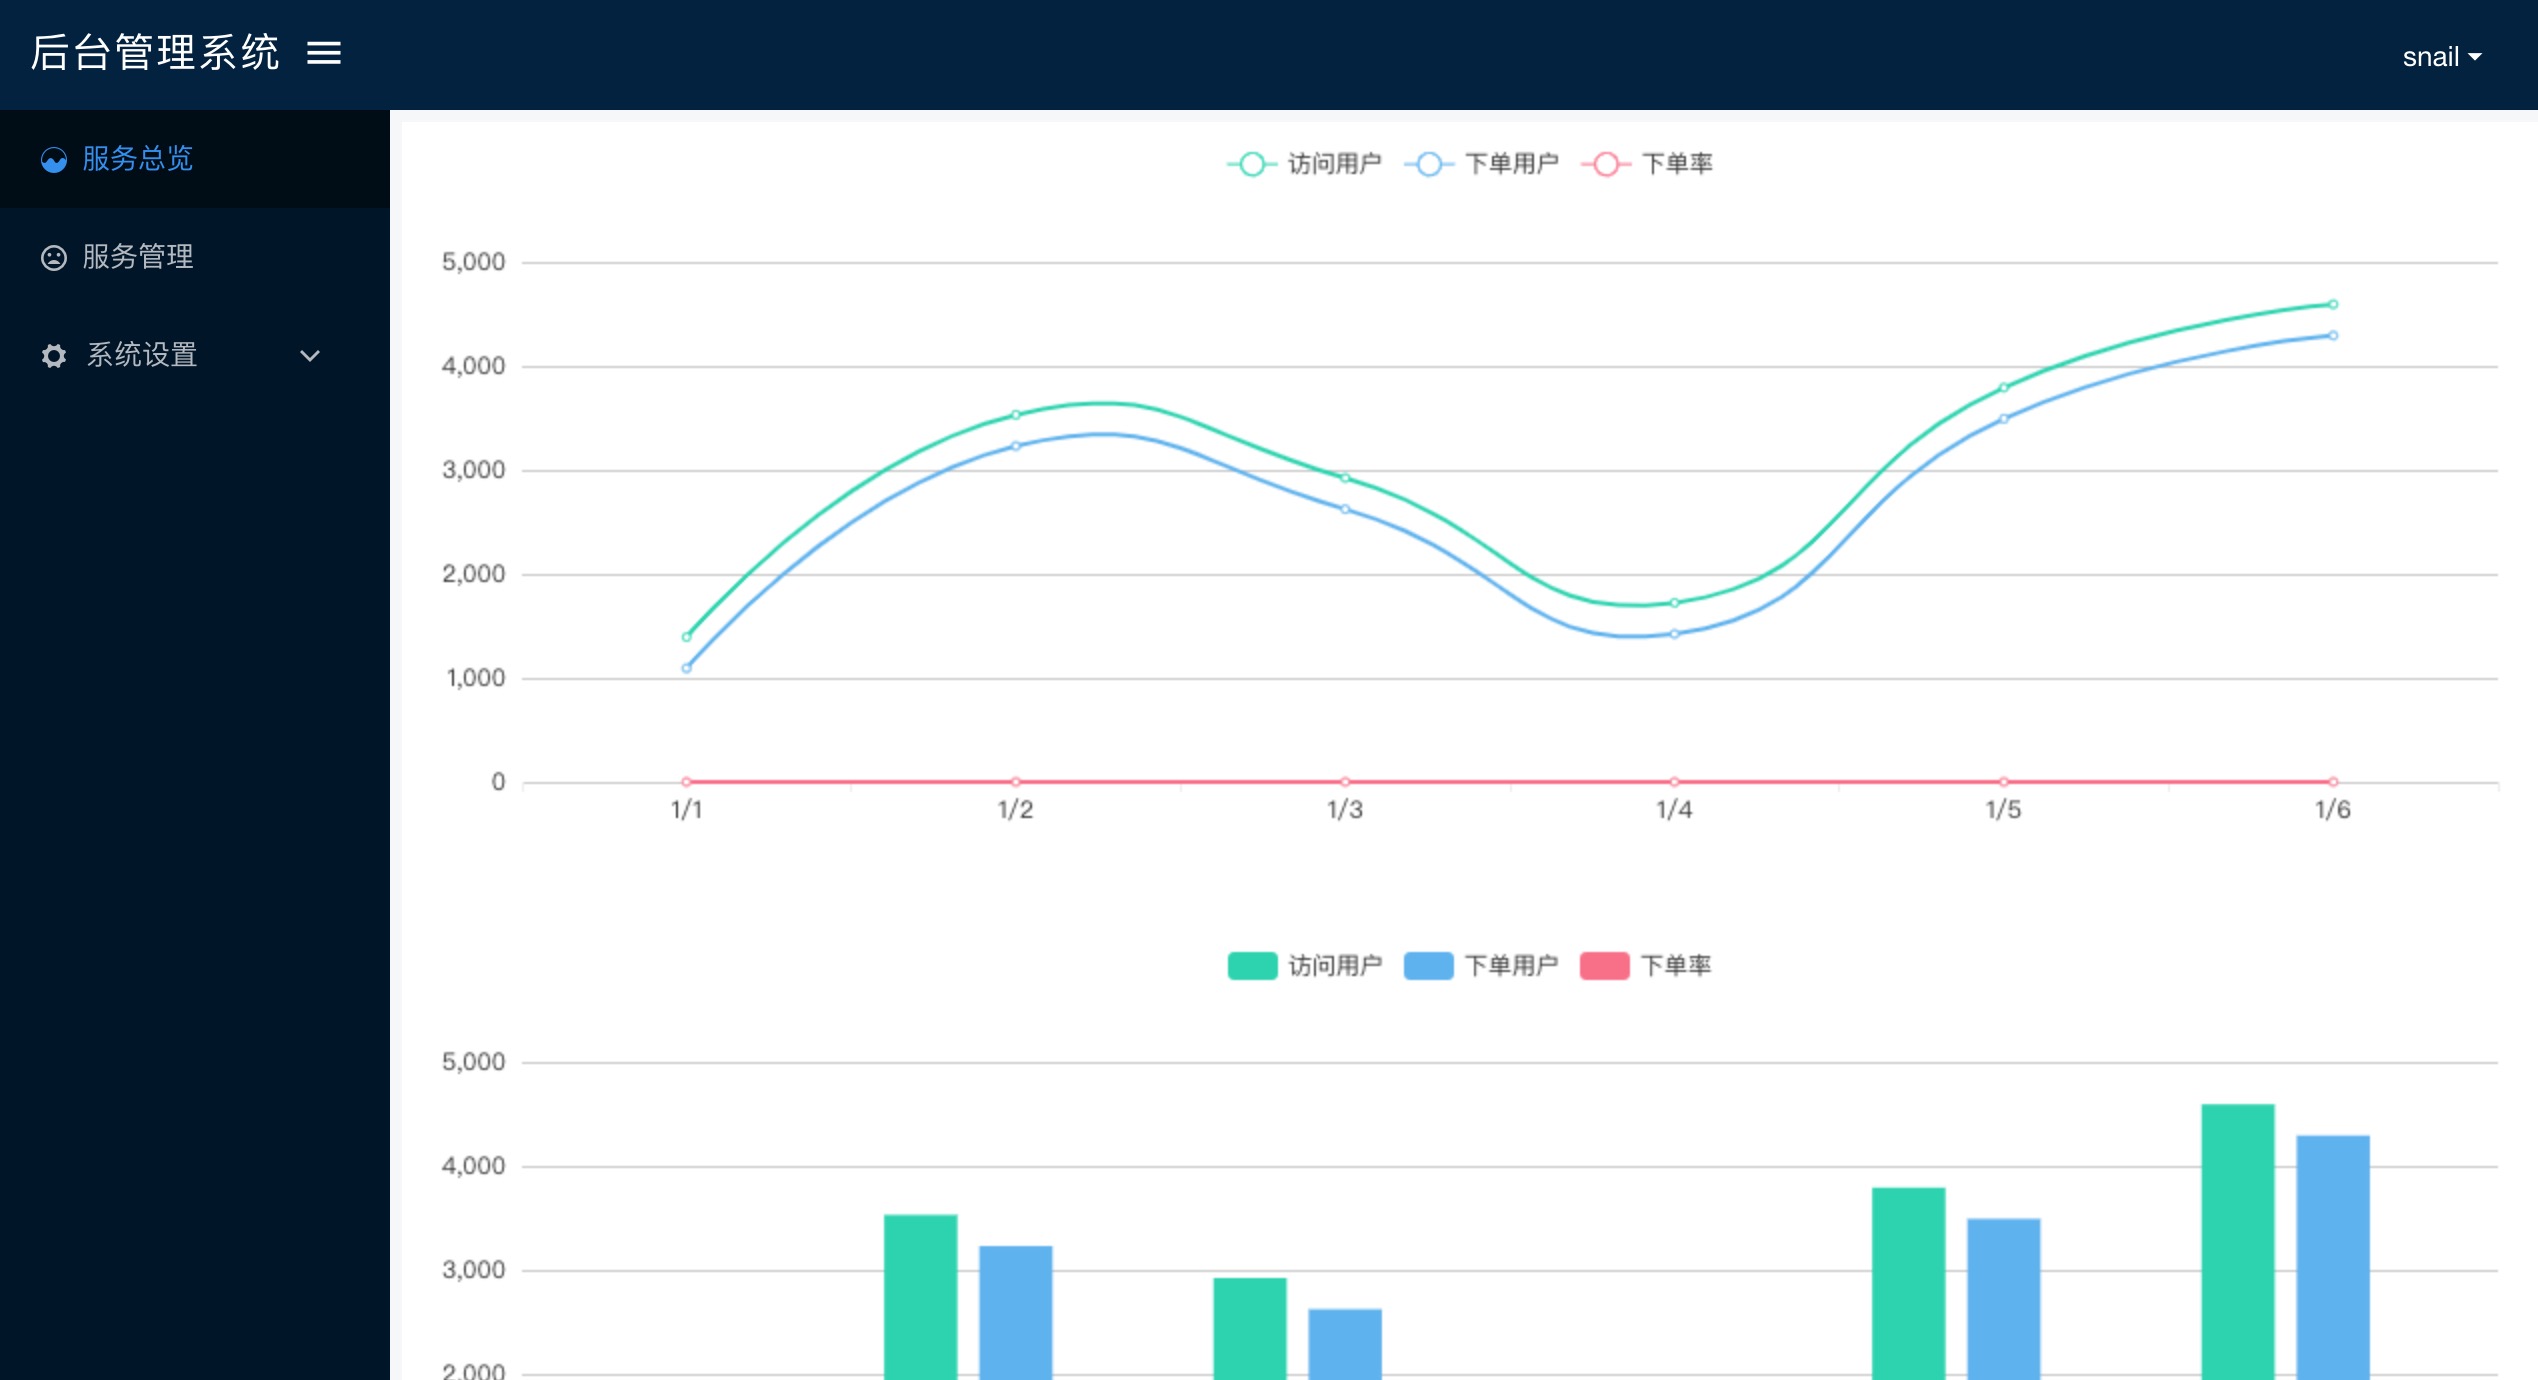 后台管理系统
snail
服务总览
服务管理
系统设置
访问用户 下单用户 下单率
5,000
4,000
3,000
2,000
1,000
0
1/1 1/2 1/3 1/4 1/5 1/6
访问用户 下单用户 下单率
5,000
4,000
3,000
2,000